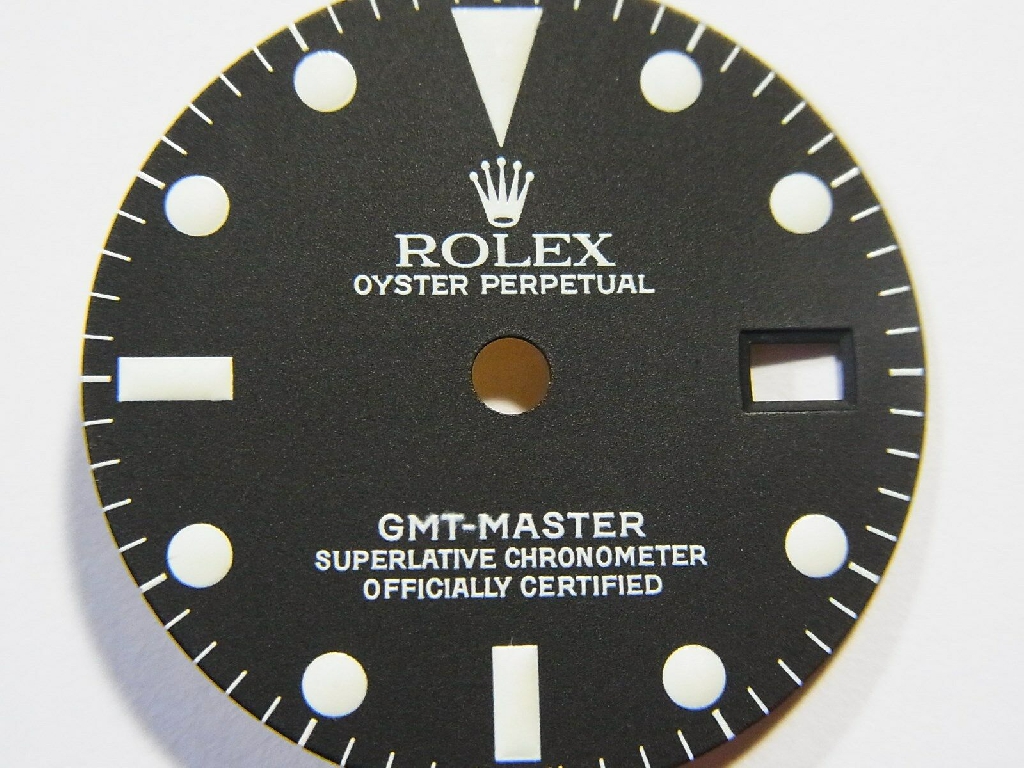 ROLEX
OYSTER PERPETUAL
GMT-MASTER
SUPERLATIVE CHRONOMETER
OFFICIALLY CERTIFIED